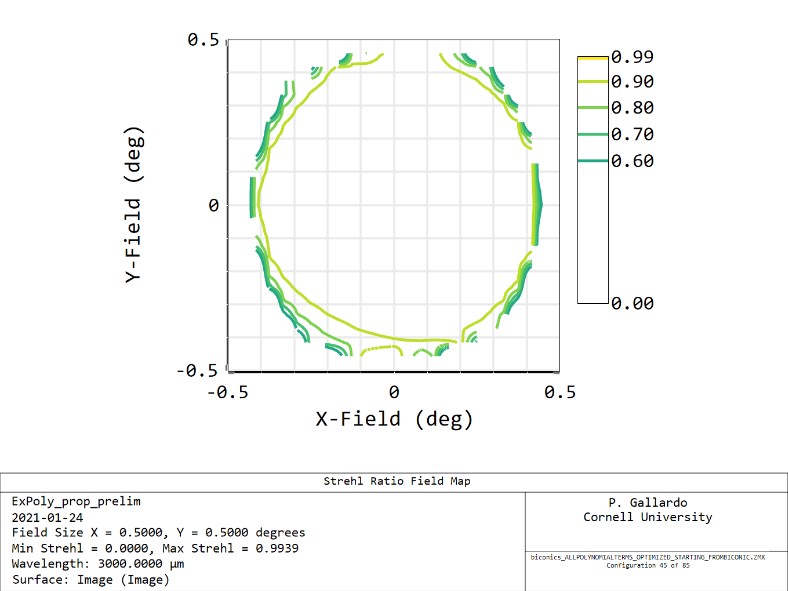 0.5
0
-0.5
Y-Field (deg)
-0.5
0
0.5
X-Field (deg)
0.99
0.90
0.80
0.70
0.60
0.00
Strehl Ratio Field Map
ExPoly_prop_prelim
2021-01-24
Field Size X = 0.5000, Y = 0.5000 degrees
Min Strehl = 0.0000, Max Strehl = 0.9939
Wavelength: 3000.0000 μm
Surface: Image (Image)
P. Gallardo
Cornell University
biconics_ALLPOLYNOMIALTERMS_OPTIMIZED_STARTING_FROMBICONIC.ZMX
Configuration 45 of 85